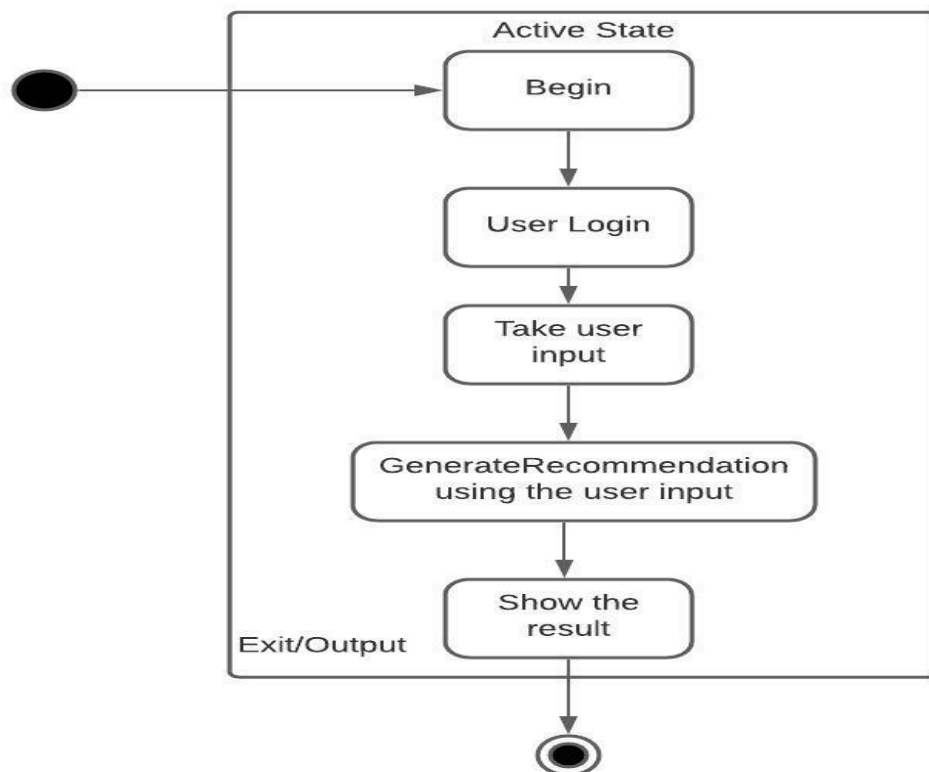 Active State
Begin
User Login
Take user
input
GenerateRecommendation
using the user input
Show the
result
Exit/Output